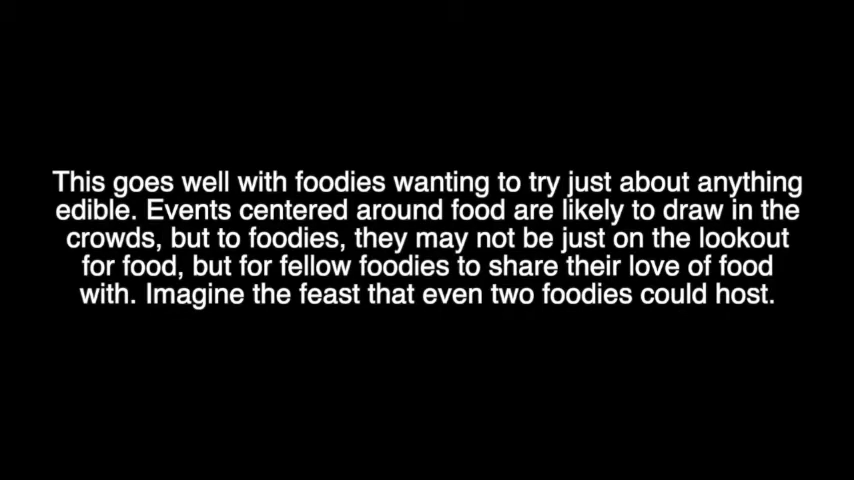 This goes well with foodies wanting to try just about anything
edible. Events centered around food are likely to draw in the
crowds, but to foodies, they may not be just on the lookout
for food, but for fellow foodies to share their love of food
with. Imagine the feast that even two foodies could host.